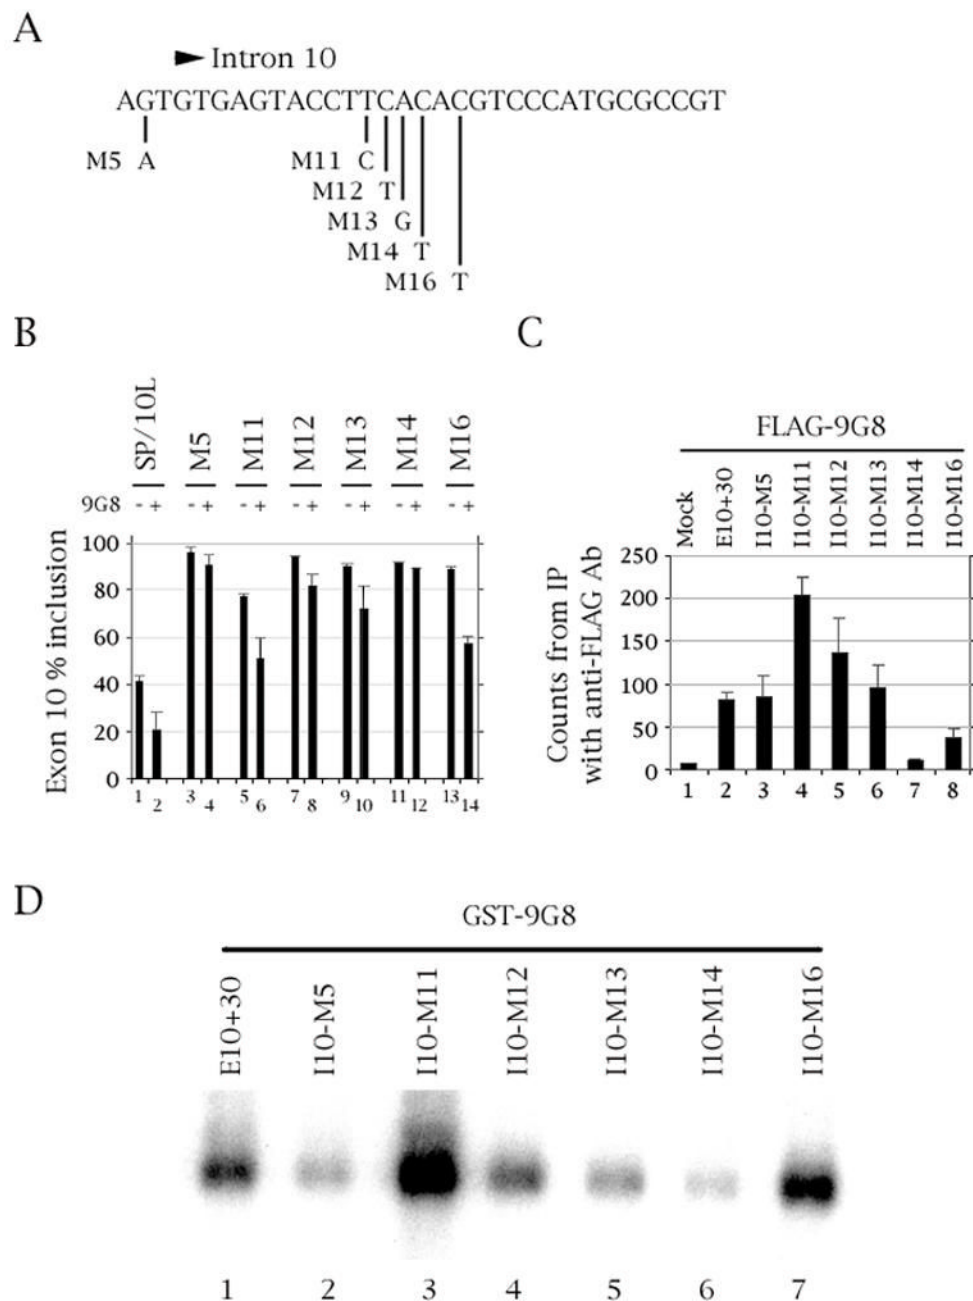 A
Intron 10
AGTGTGAGTACCTTCACACGTCCCATGCGCCGT
M5 A
M11 C
M12 T
M13 G
M14 T
M16 T
B
SP/10L M5 M11 M12 M13 M14 M16
9G8 - + - + - + - + - + - + - +
Exon 10 % inclusion
100
80
60
40
20
0
1 2 3 4 5 6 7 8 9 10 11 12 13 14
C
FLAG-9G8
Mock E10+30 I10-M5 I10-M11 I10-M12 I10-M13 I10-M14 I10-M16
Counts from IP
with anti-FLAG Ab
250
200
150
100
50
0
1 2 3 4 5 6 7 8
D
GST-9G8
E10+30 I10-M5 I10-M11 I10-M12 I10-M13 I10-M14 I10-M16
1 2 3 4 5 6 7